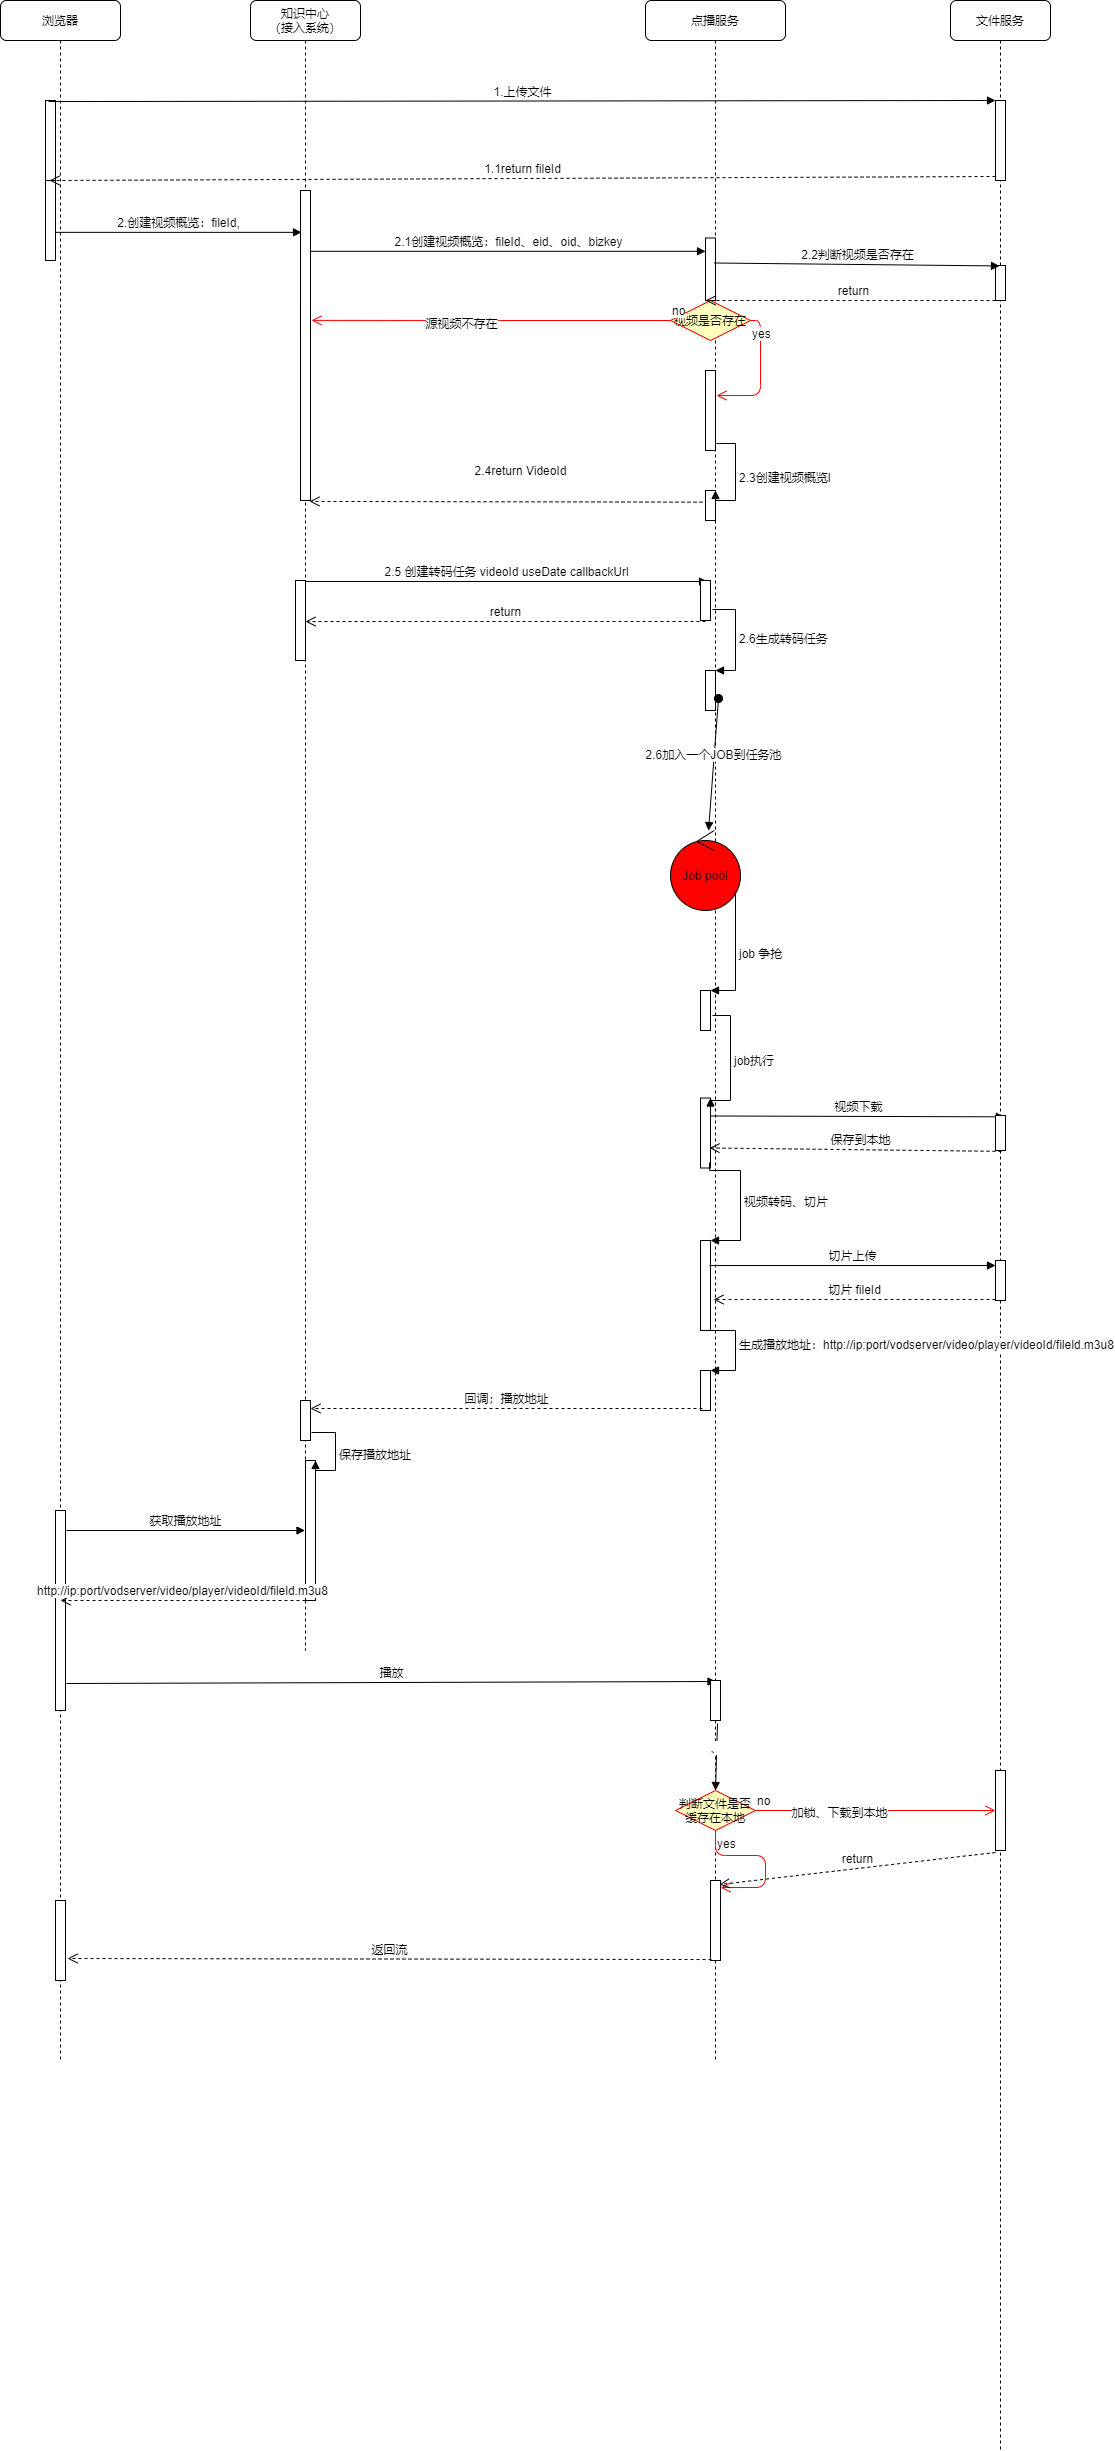 浏览器
知识中心
（接入系统）
点播服务
文件服务
1.上传文件
1.1return fileId
2.创建视频概览：fileId,
2.1创建视频概览：fileId、eid、oid、bizkey
2.2判断视频是否存在
return
no
视频是否存在
源视频不存在
yes
2.4return VideoId
2.3创建视频概览l
2.5 创建转码任务 videoId useDate callbackUrl
return
2.6生成转码任务
2.6加入一个JOB到任务池
Job pool
job 争抢
job执行
视频下载
保存到本地
视频转码、切片
切片上传
切片 fileId
生成播放地址：http://ip:port/vodserver/video/player/videoId/fileId.m3u8
回调；播放地址
保存播放地址
获取播放地址
http://ip:port/vodserver/video/player/videoId/fileId.m3u8
播放
判断文件是否
缓存在本地
no
加锁、下载到本地
yes
return
返回流